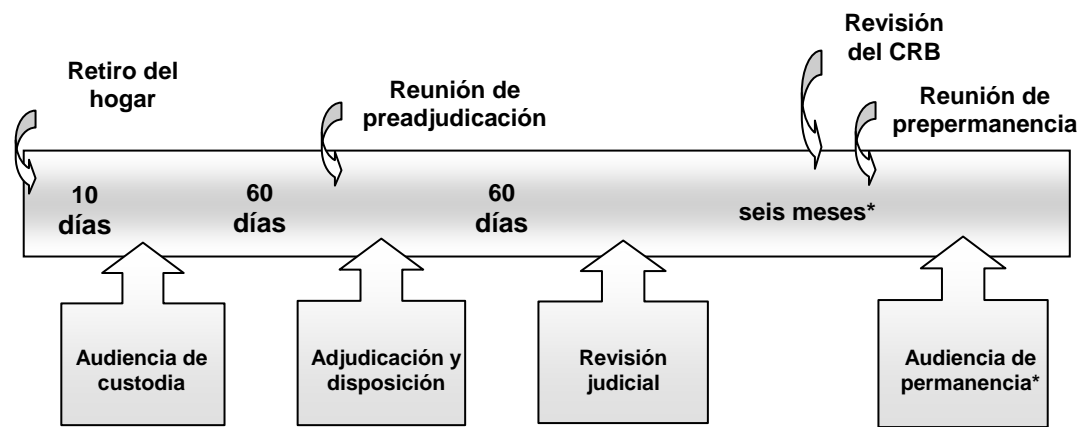 Retiro del
hogar
Reunión de
preadjudicación
Revisión
del CRB
Reunión de
prepermanencia
10
días
60
días
60
días
seis meses*
Audiencia de
custodia
Adjudicación y
disposición
Revisión
judicial
Audiencia de
permanencia*